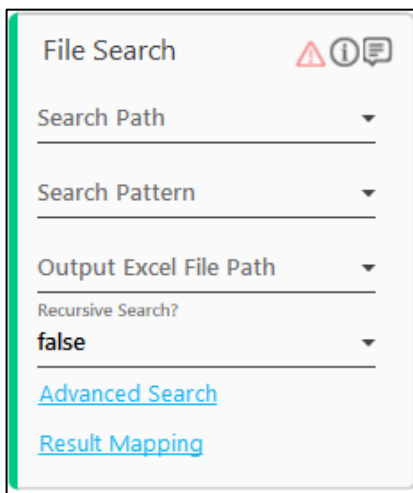 File Search
Search Path
Search Pattern
Output Excel File Path
Recursive Search?
false
Advanced Search
Result Mapping